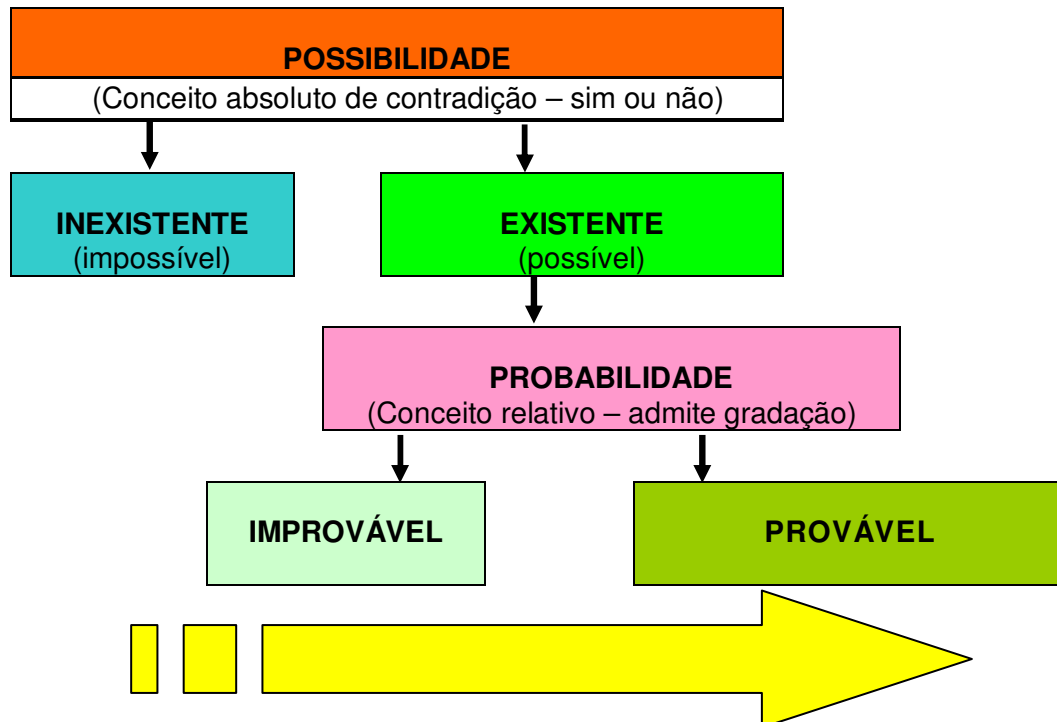 POSSIBILIDADE
(Conceito absoluto de contradição – sim ou não)
INEXISTENTE
(impossível)
EXISTENTE
(possível)
PROBABILIDADE
(Conceito relativo – admite gradação)
IMPROVÁVEL
PROVÁVEL